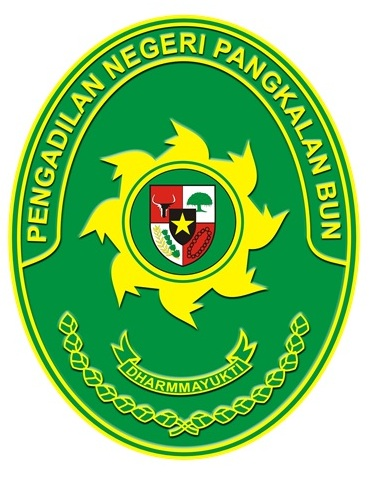 PENGADILAN NEGERI PANGKALAN BUN
DHARMMAYUKTI